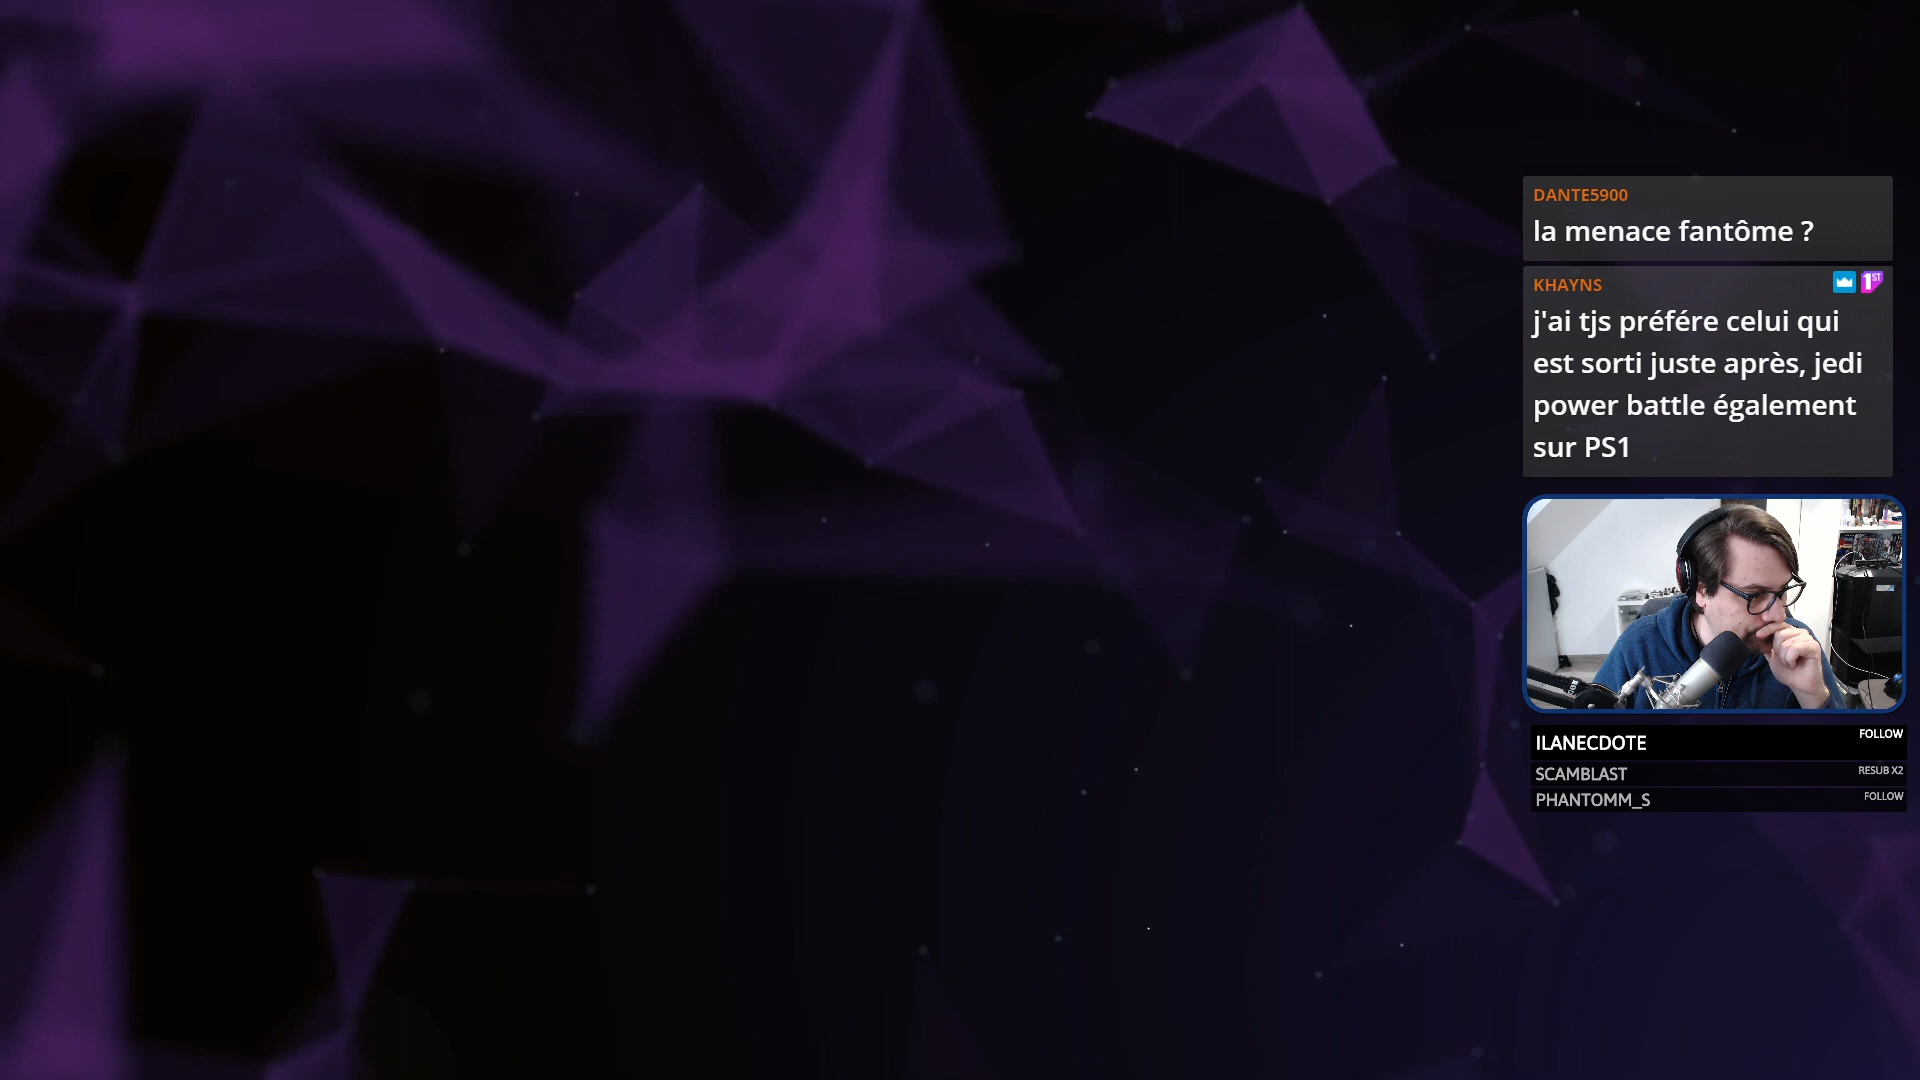 DANTE5900
la menace fantôme ?
KHAYNS
1ST
j'ai tjs préfére celui qui
est sorti juste après, jedi
power battle également
sur PS1
ILANECDOTE
FOLLOW
SCAMBLAST
RESUB X2
PHANTOMM_S
FOLLOW